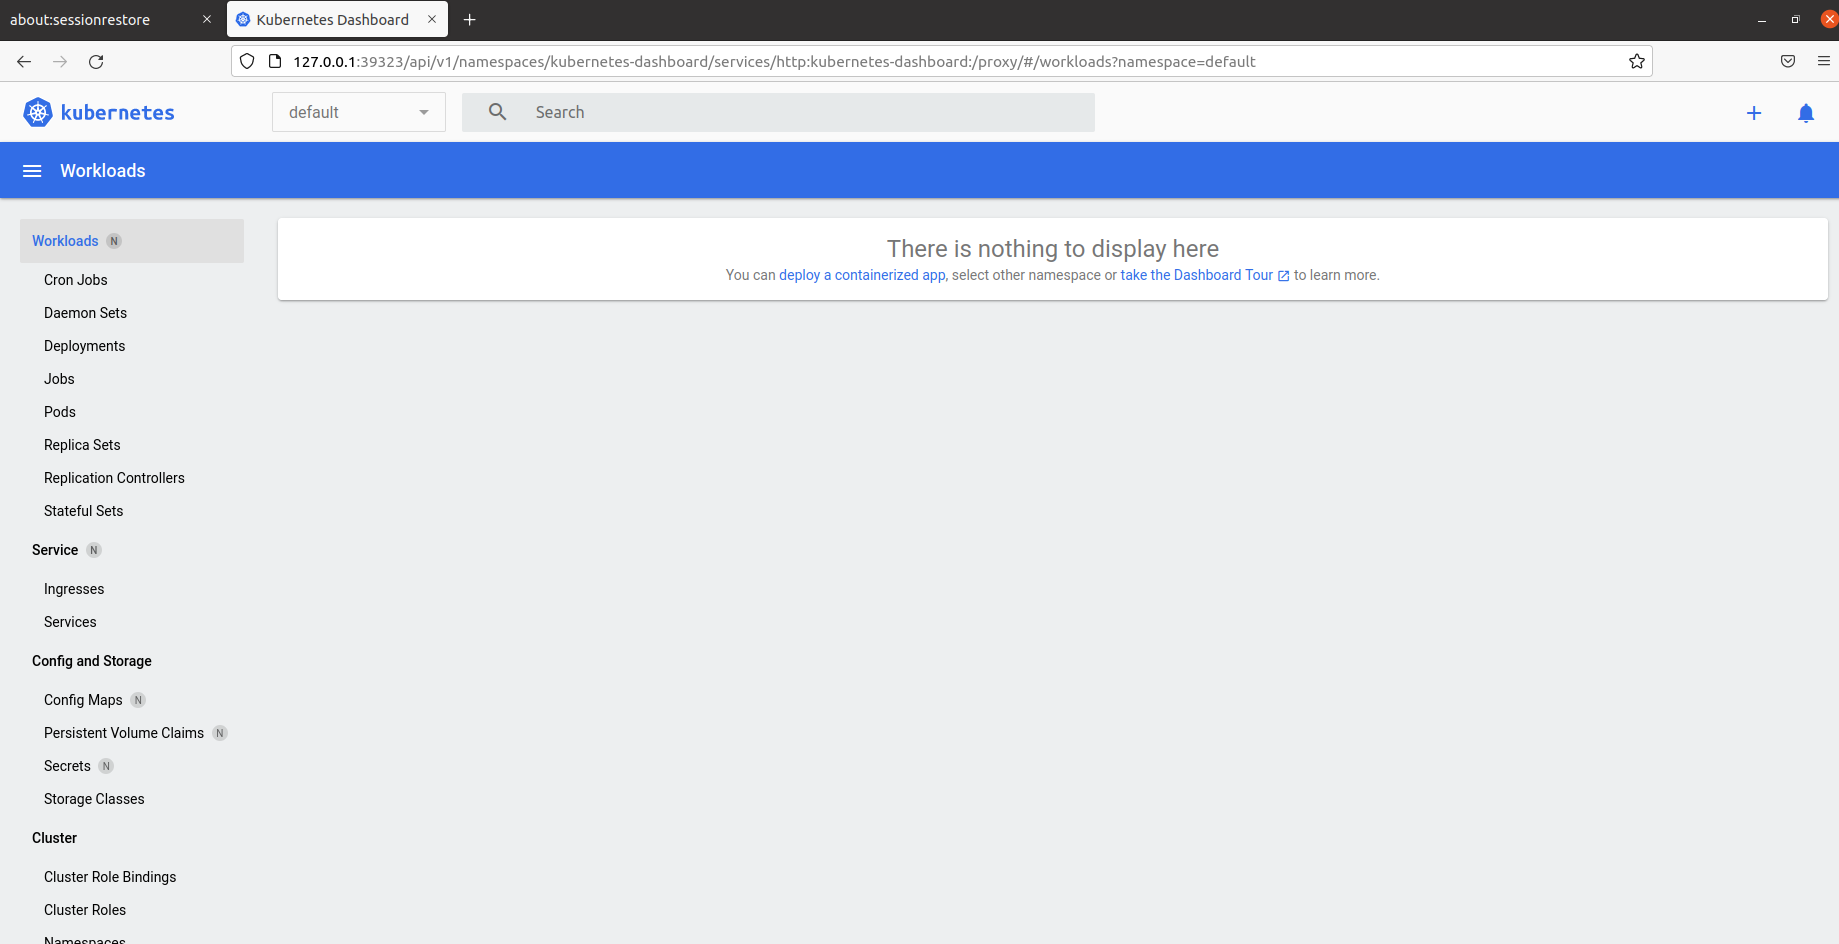 about:sessionrestore
Kubernetes Dashboard
127.0.0.1:39323/api/v1/namespaces/kubernetes-dashboard/services/http:kubernetes-dashboard:/proxy/#/workloads?namespace=default
kubernetes
default
Search
Workloads
Workloads N
Cron Jobs
Daemon Sets
Deployments
Jobs
Pods
Replica Sets
Replication Controllers
Stateful Sets
Service N
Ingresses
Services
Config and Storage
Config Maps N
Persistent Volume Claims N
Secrets N
Storage Classes
Cluster
Cluster Role Bindings
Cluster Roles
Namespaces
There is nothing to display here
You can deploy a containerized app, select other namespace or take the Dashboard Tour to learn more.